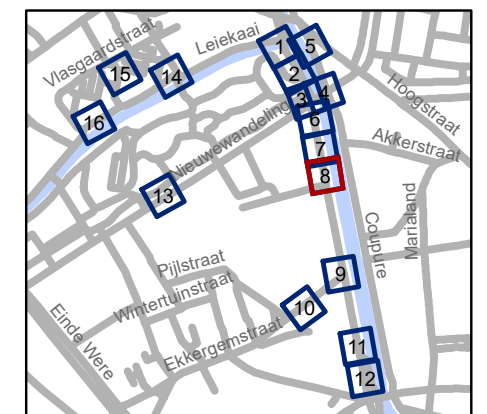 Vlasgaardstraat
Leiekaai
1
5
2
15
14
3
4
Hoogstraat
16
6
Nieuwewandeling
7
Akkerstraat
8
13
Marialand
Coupure
Pijlstraat
9
Wintertuinstraat
10
Einde Were
Ekkergemstraat
11
12